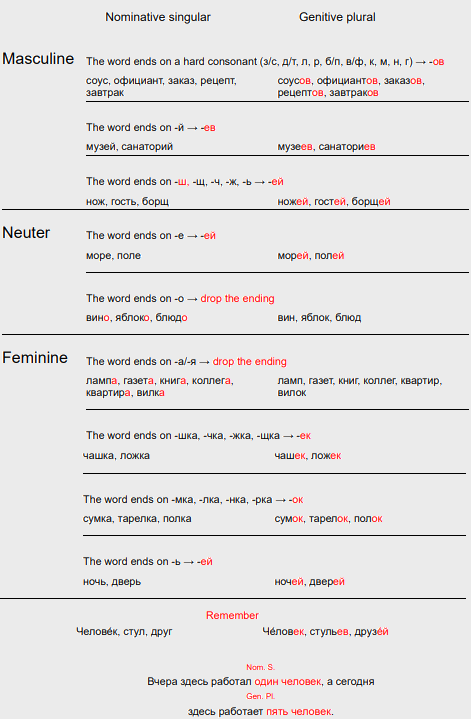 Nominative singular Genitive plural
Masculine
The word ends on a hard consonant (з/с, д/т, л, р, б/п, в/ф, к, м, н, г) → -ов
соус, официант, заказ, рецепт, соусов, официантов, заказов,
завтрак рецептов, завтраков
The word ends on -й → -ев
музей, санаторий музеев, санаториев
The word ends on -ш, -щ, -ч, -ж, -ь → -ей
нож, гость, борщ ножей, гостей, борщей
Neuter
The word ends on -е → -ей
море, поле морей, полей
The word ends on -о → drop the ending
вино, яблоко, блюдо вин, яблок, блюд
Feminine
The word ends on -а/-я → drop the ending
лампа, газета, книга, коллега, ламп, газет, книг, коллег, квартир,
квартира, вилка вилок
The word ends on -шка, -чка, -жка, -щка → -ек
чашка, ложка чашек, ложек
The word ends on -мка, -лка, -нка, -рка → -ок
сумка, тарелка, полка сумок, тарелок, полок
The word ends on -ь → -ей
ночь, дверь ночей, дверей
Remember
Челове́к, стул, друг Че́ловек, стульев, друзе́й
Nom. S.
Вчера здесь работал один человек, а сегодня
Gen. Pl.
здесь работает пять человек.